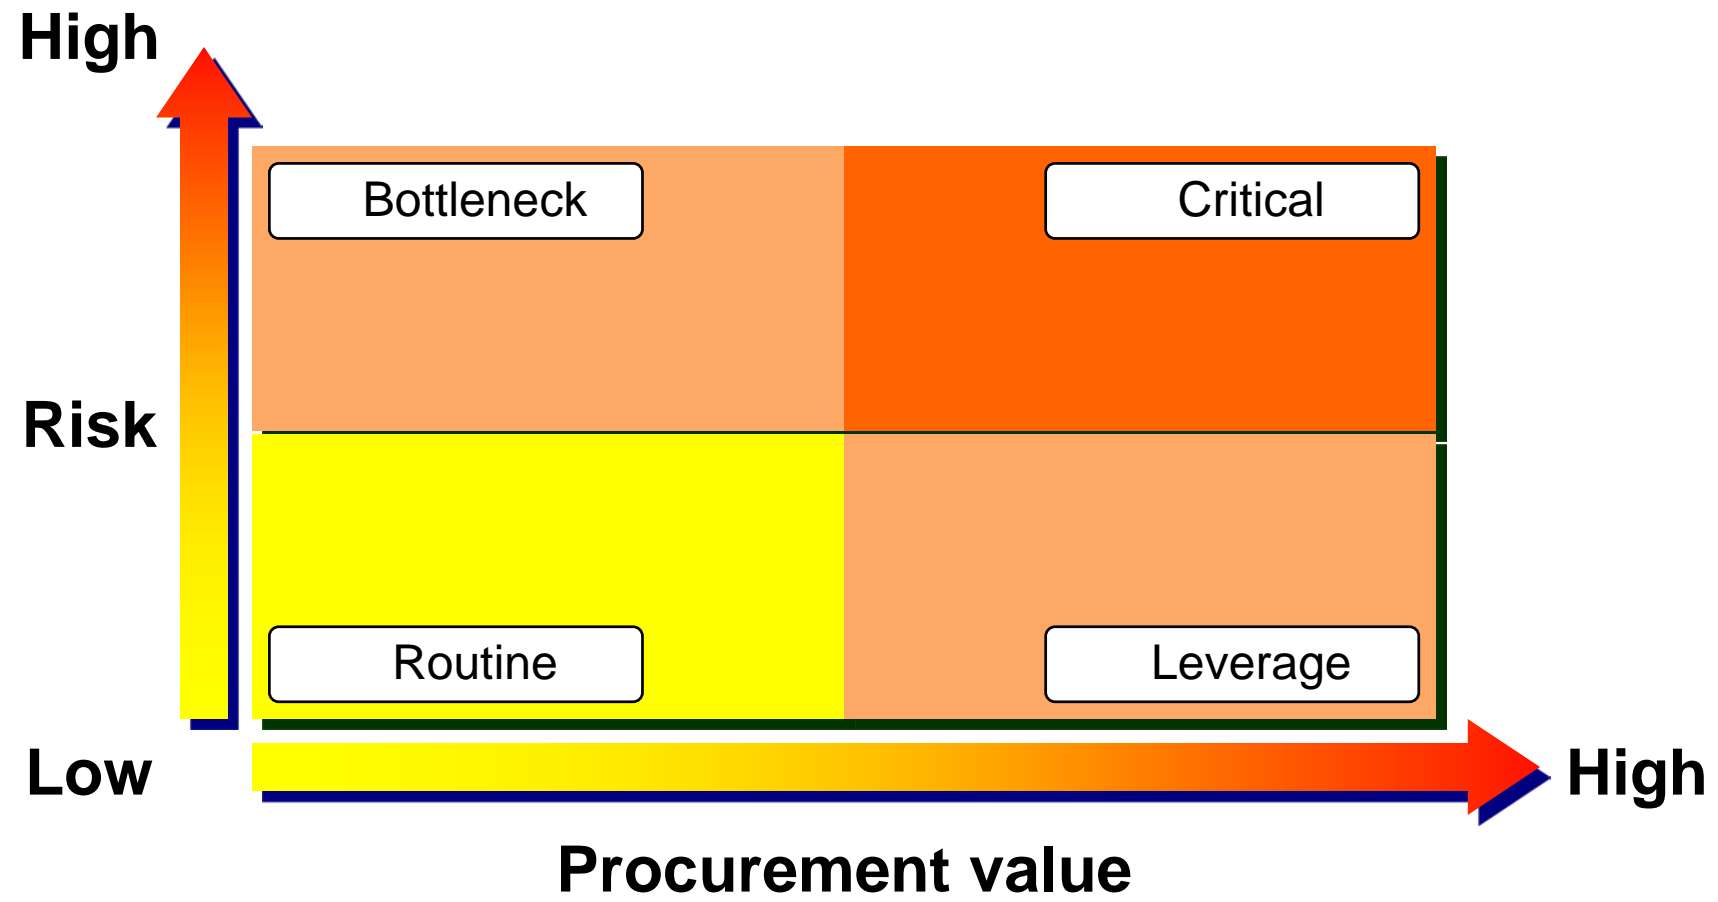 High
Bottleneck
Critical
Risk
Routine
Leverage
Low
High
Procurement value